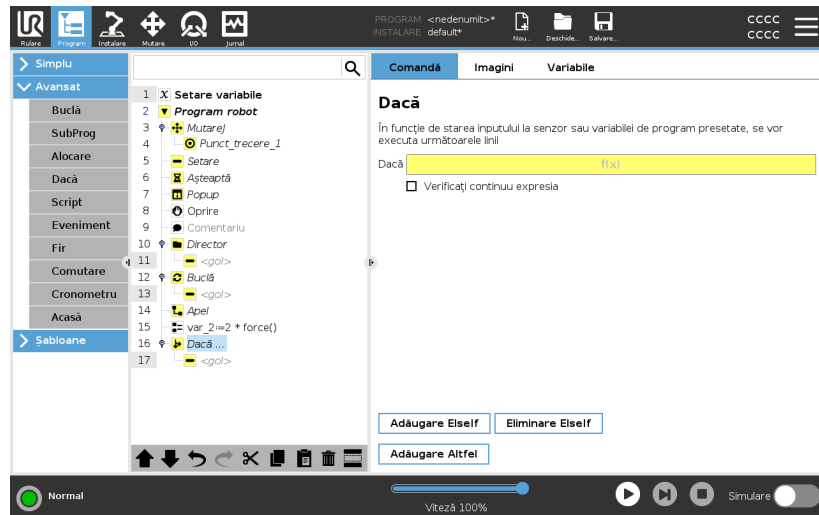 UR
PROGRAM <nedenumit>*
INSTALARE default*
cccc
cccc
Rulare Program Instalare Mutare I/O Jurnal Nou... Deschide... Salvare...
Simplu
Avansat
Buclă
SubProg
Alocare
Dacă
Script
Eveniment
Fir
Comutare
Cronometru
Acasă
Șabloane
1 X Setare variabile
2 Program robot
3 MutareJ
4 Punct_trecere_1
5 Setare
6 Așteaptă
7 Popup
8 Oprire
9 Comentariu
10 Director
11 <gol>
12 Buclă
13 <gol>
14 Apel
15 var_2:=2 * force()
16 Dacă ...
17 <gol>
Comandă Imagini Variabile
Dacă
În funcție de starea inputului la senzor sau variabilei de program presetate, se vor
executa următoarele linii
Dacă f(x)
Verificați continuu expresia
Adăugare ElseIf Eliminare ElseIf
Adăugare Altfel
Normal
Viteză 100%
Simulare